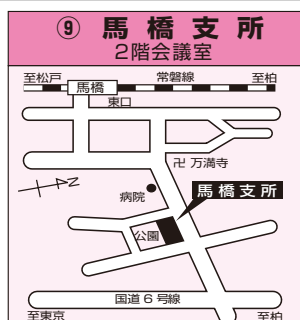 ⑨ 馬橋支所
2階会議室
至松戸 常磐線 至柏
馬橋
東口
卍 万満寺
N
病院
馬橋支所
公園
国道6号線
至東京 至柏